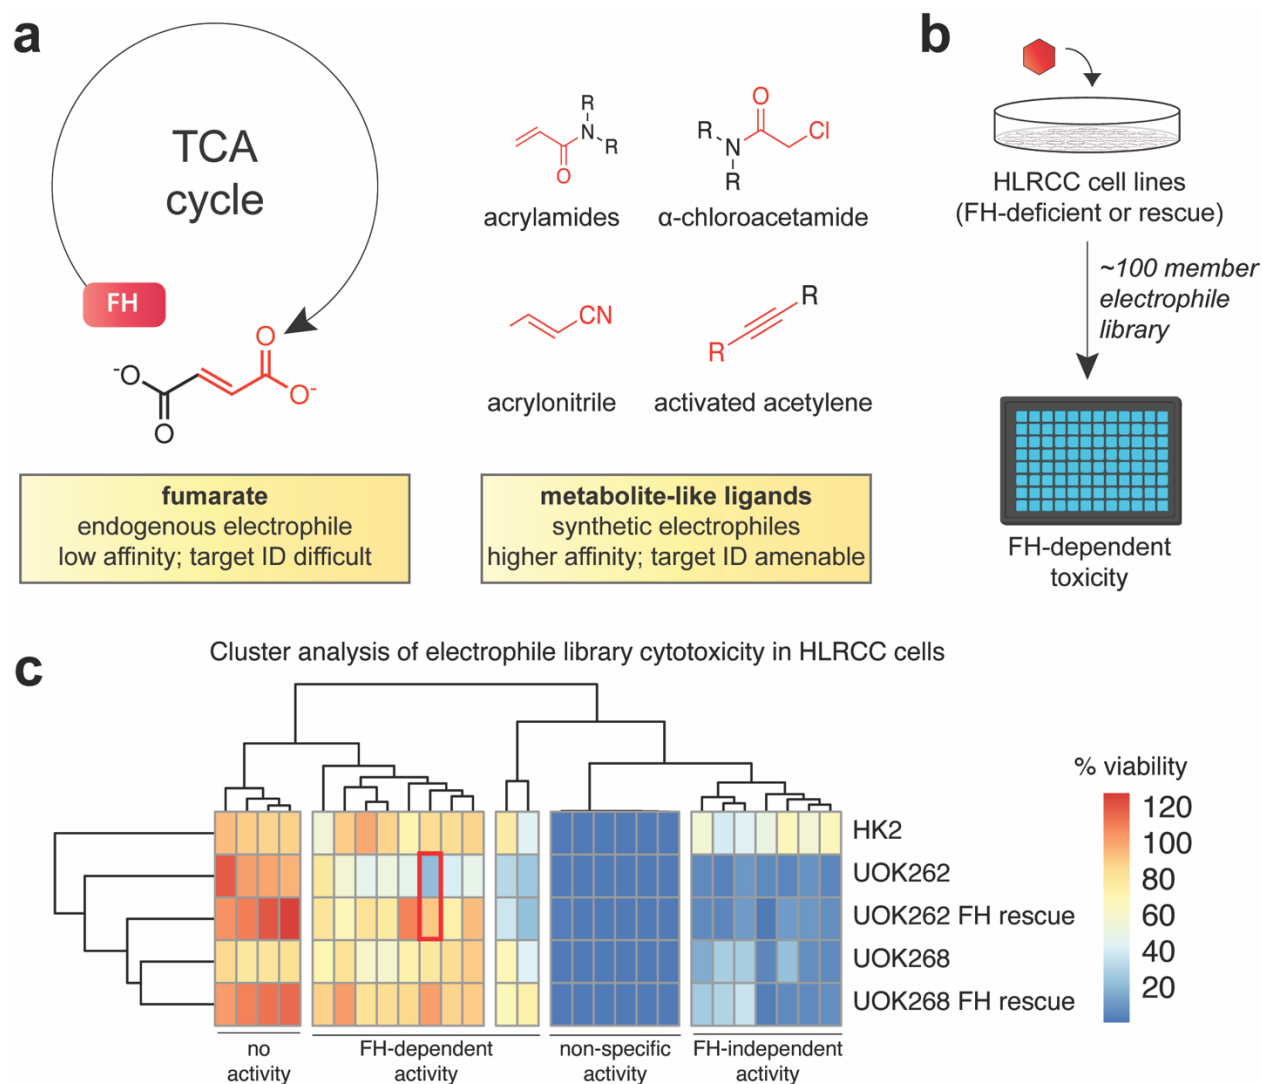 a
TCA
cycle
FH
O
-O
O-
O
R
N
R
O
acrylamides
O
R
N
Cl
R
α-chloroacetamide
CN
acrylonitrile
R
R
activated acetylene
fumarate
endogenous electrophile
low affinity; target ID difficult
metabolite-like ligands
synthetic electrophiles
higher affinity; target ID amenable
b
HLRCC cell lines
(FH-deficient or rescue)
~100 member
electrophile
library
FH-dependent
toxicity
c
Cluster analysis of electrophile library cytotoxicity in HLRCC cells
HK2
UOK262
UOK262 FH rescue
UOK268
UOK268 FH rescue
no
activity
FH-dependent
activity
non-specific
activity
FH-independent
activity
% viability
120
100
80
60
40
20